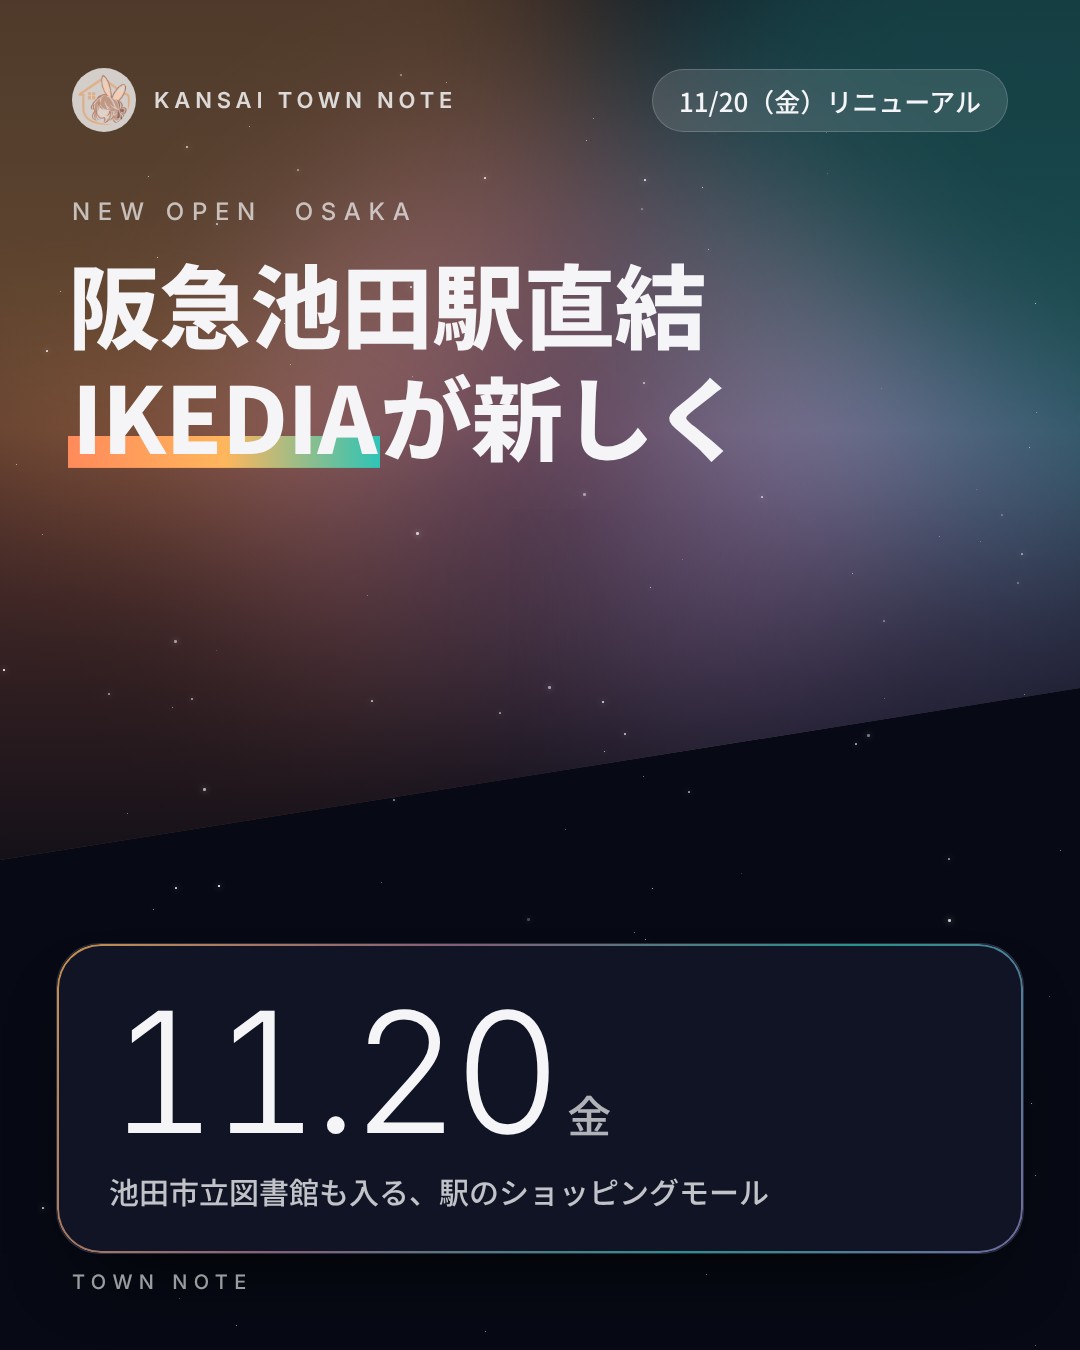 KANSAI TOWN NOTE
11/20（金）リニューアル
NEW OPEN OSAKA
阪急池田駅直結
IKEDIAが新しく
11.20 金
池田市立図書館も入る、駅のショッピングモール
TOWN NOTE